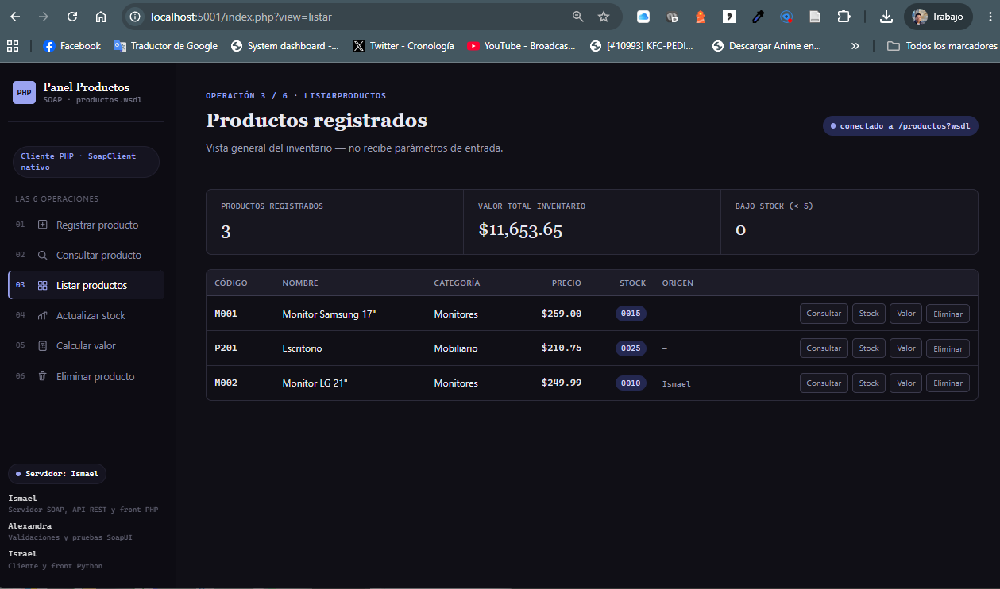 localhost:5001/index.php?view=listar
Trabajo
Facebook
Traductor de Google
System dashboard -...
Twitter - Cronología
YouTube - Broadcas...
[#10993] KFC-PEDI...
Descargar Anime en...
»
Todos los marcadores
PHP
Panel Productos
SOAP · productos.wsdl
Cliente PHP · SoapClient
nativo
LAS 6 OPERACIONES
01 Registrar producto
02 Consultar producto
03 Listar productos
04 Actualizar stock
05 Calcular valor
06 Eliminar producto
Servidor: Ismael
Ismael
Servidor SOAP, API REST y front PHP
Alexandra
Validaciones y pruebas SoapUI
Israel
Cliente y front Python
OPERACIÓN 3 / 6 · LISTARPRODUCTOS
Productos registrados
Vista general del inventario — no recibe parámetros de entrada.
conectado a /productos?wsdl
PRODUCTOS REGISTRADOS
3
VALOR TOTAL INVENTARIO
$11,653.65
BAJO STOCK (< 5)
0
CÓDIGO NOMBRE CATEGORÍA PRECIO STOCK ORIGEN
M001 Monitor Samsung 17" Monitores $259.00 0015 – Consultar Stock Valor Eliminar
P201 Escritorio Mobiliario $210.75 0025 – Consultar Stock Valor Eliminar
M002 Monitor LG 21" Monitores $249.99 0010 Ismael Consultar Stock Valor Eliminar